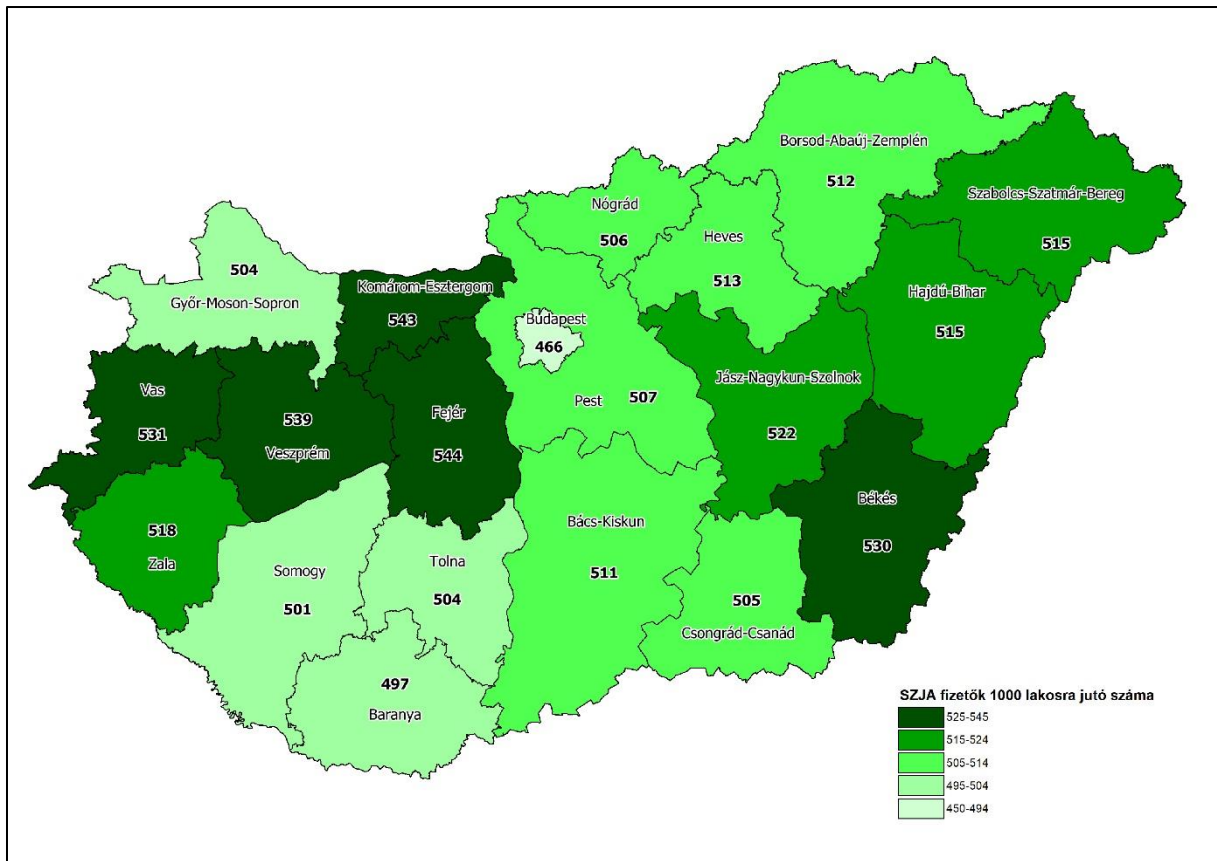 Borsod-Abaúj-Zemplén
512
Szabolcs-Szatmár-Bereg
515
Nógrád
506
Heves
513
504
Győr-Moson-Sopron
Komárom-Esztergom
543
Hajdú-Bihar
515
Budapest
466
Jász-Nagykun-Szolnok
522
Pest 507
Vas
531
539
Veszprém
Fejér
544
Békés
530
518
Zala
Somogy
501
Tolna
504
Bács-Kiskun
511
505
Csongrád-Csanád
497
Baranya
SZJA fizetők 1000 lakosra jutó száma
525-545
515-524
505-514
495-504
450-494